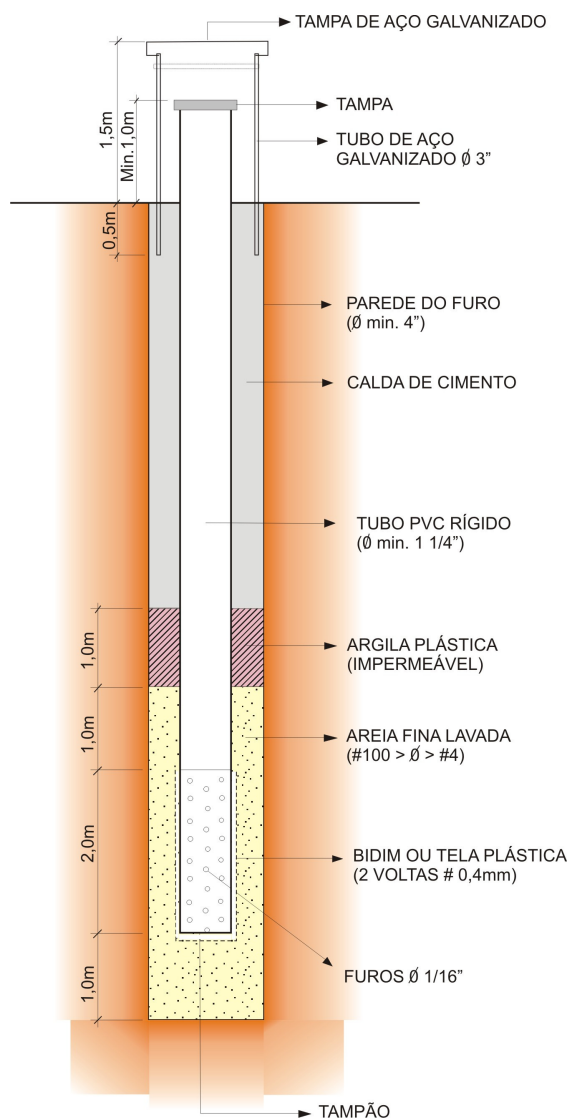 TAMPA DE AÇO GALVANIZADO
TAMPA
1,5m
Min.1,0m
TUBO DE AÇO
GALVANIZADO Ø 3”
0,5m
PAREDE DO FURO
(Ø min. 4”)
CALDA DE CIMENTO
TUBO PVC RÍGIDO
(Ø min. 1 1/4”)
1,0m
ARGILA PLÁSTICA
(IMPERMEÁVEL)
1,0m
AREIA FINA LAVADA
(#100 > Ø > #4)
2,0m
BIDIM OU TELA PLÁSTICA
(2 VOLTAS # 0,4mm)
1,0m
FUROS Ø 1/16”
TAMPÃO